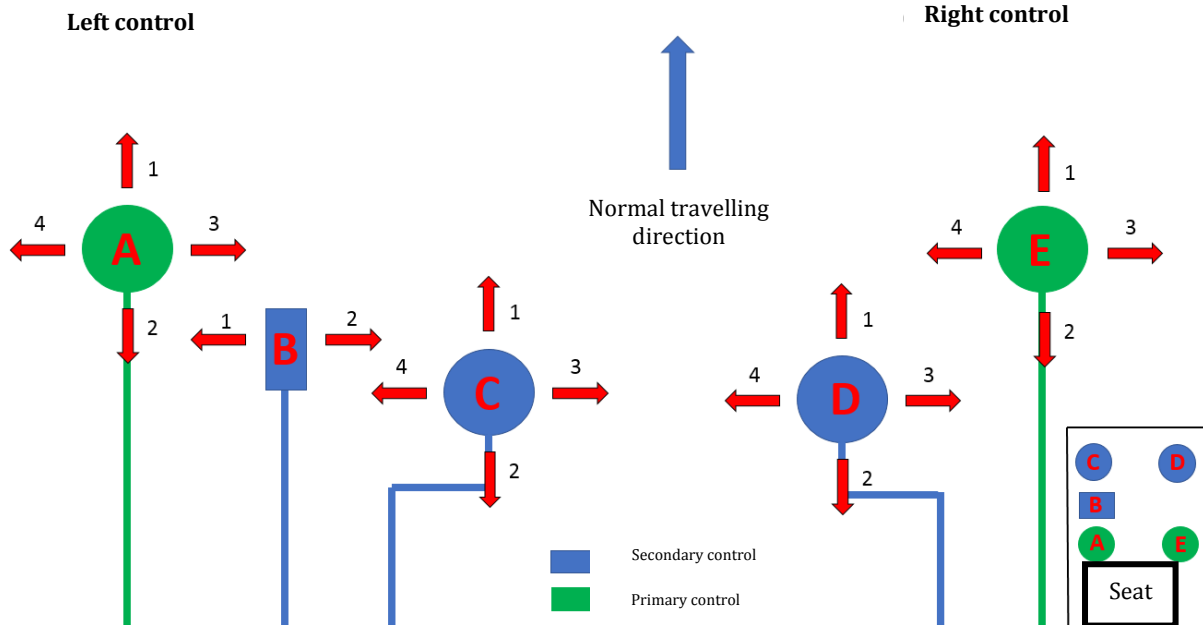 Left control
Right control
1
4
3
A
2
1
2
B
1
4
3
C
2
Normal travelling
direction
1
4
3
D
2
1
4
3
E
2
Secondary control
Primary control
C
D
B
A
E
Seat